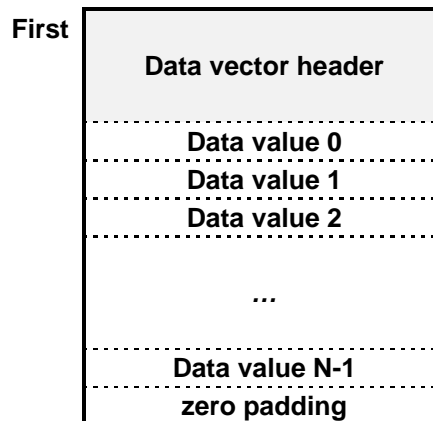 First
Data vector header
Data value 0
Data value 1
Data value 2
...
Data value N-1
zero padding